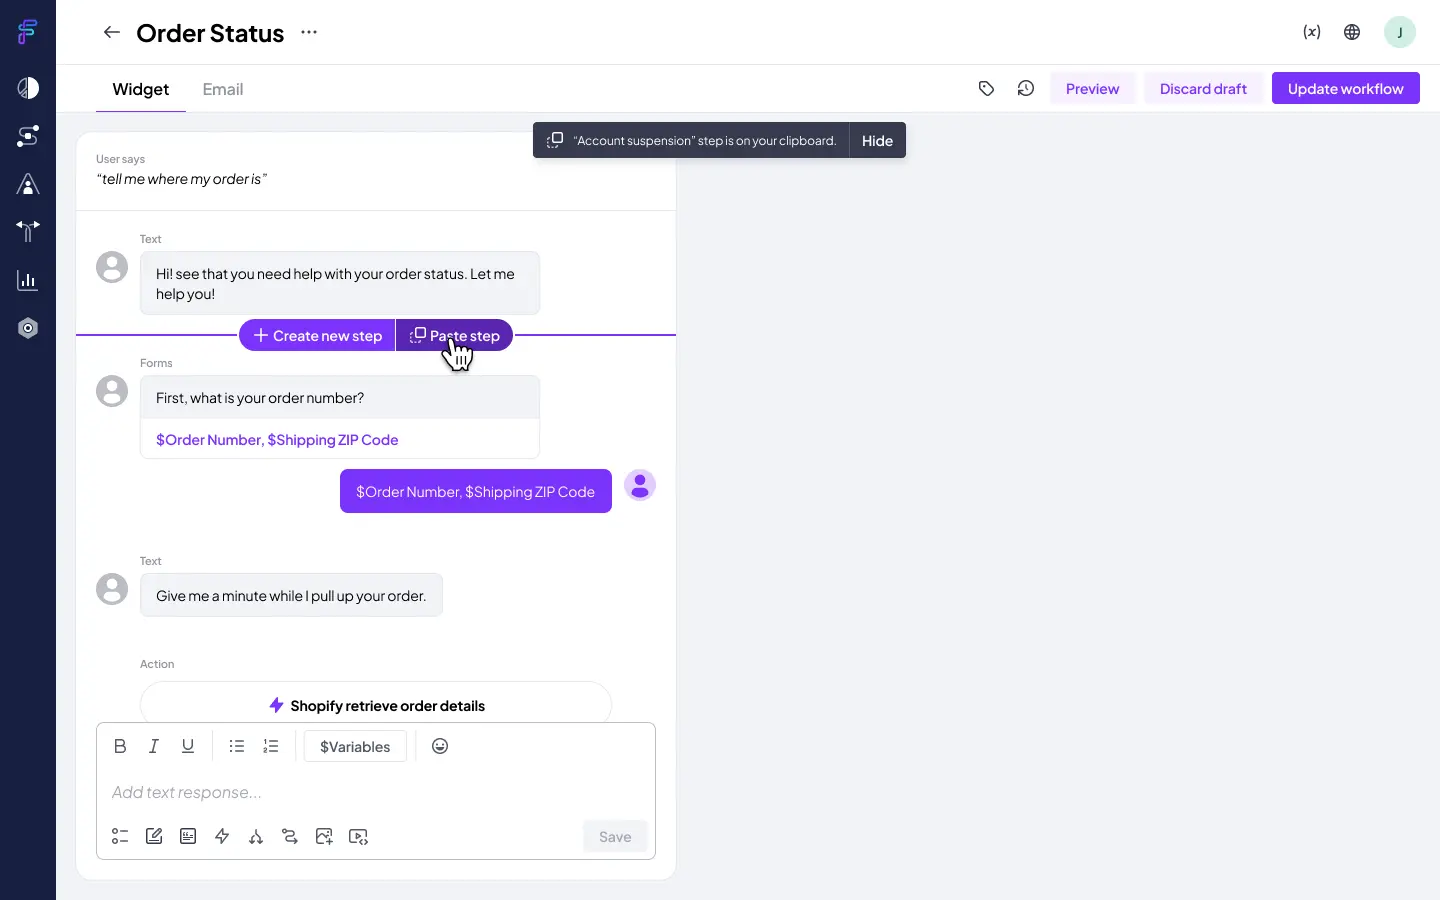 Order Status
(x)
J
Widget
Email
Preview
Discard draft
Update workflow
“Account suspension” step is on your clipboard.
Hide
User says
“tell me where my order is”
Text
Hi! see that you need help with your order status. Let me
help you!
Create new step
Paste step
Forms
First, what is your order number?
$Order Number, $Shipping ZIP Code
$Order Number, $Shipping ZIP Code
Text
Give me a minute while I pull up your order.
Action
Shopify retrieve order details
B I U
$Variables
Add text response...
Save